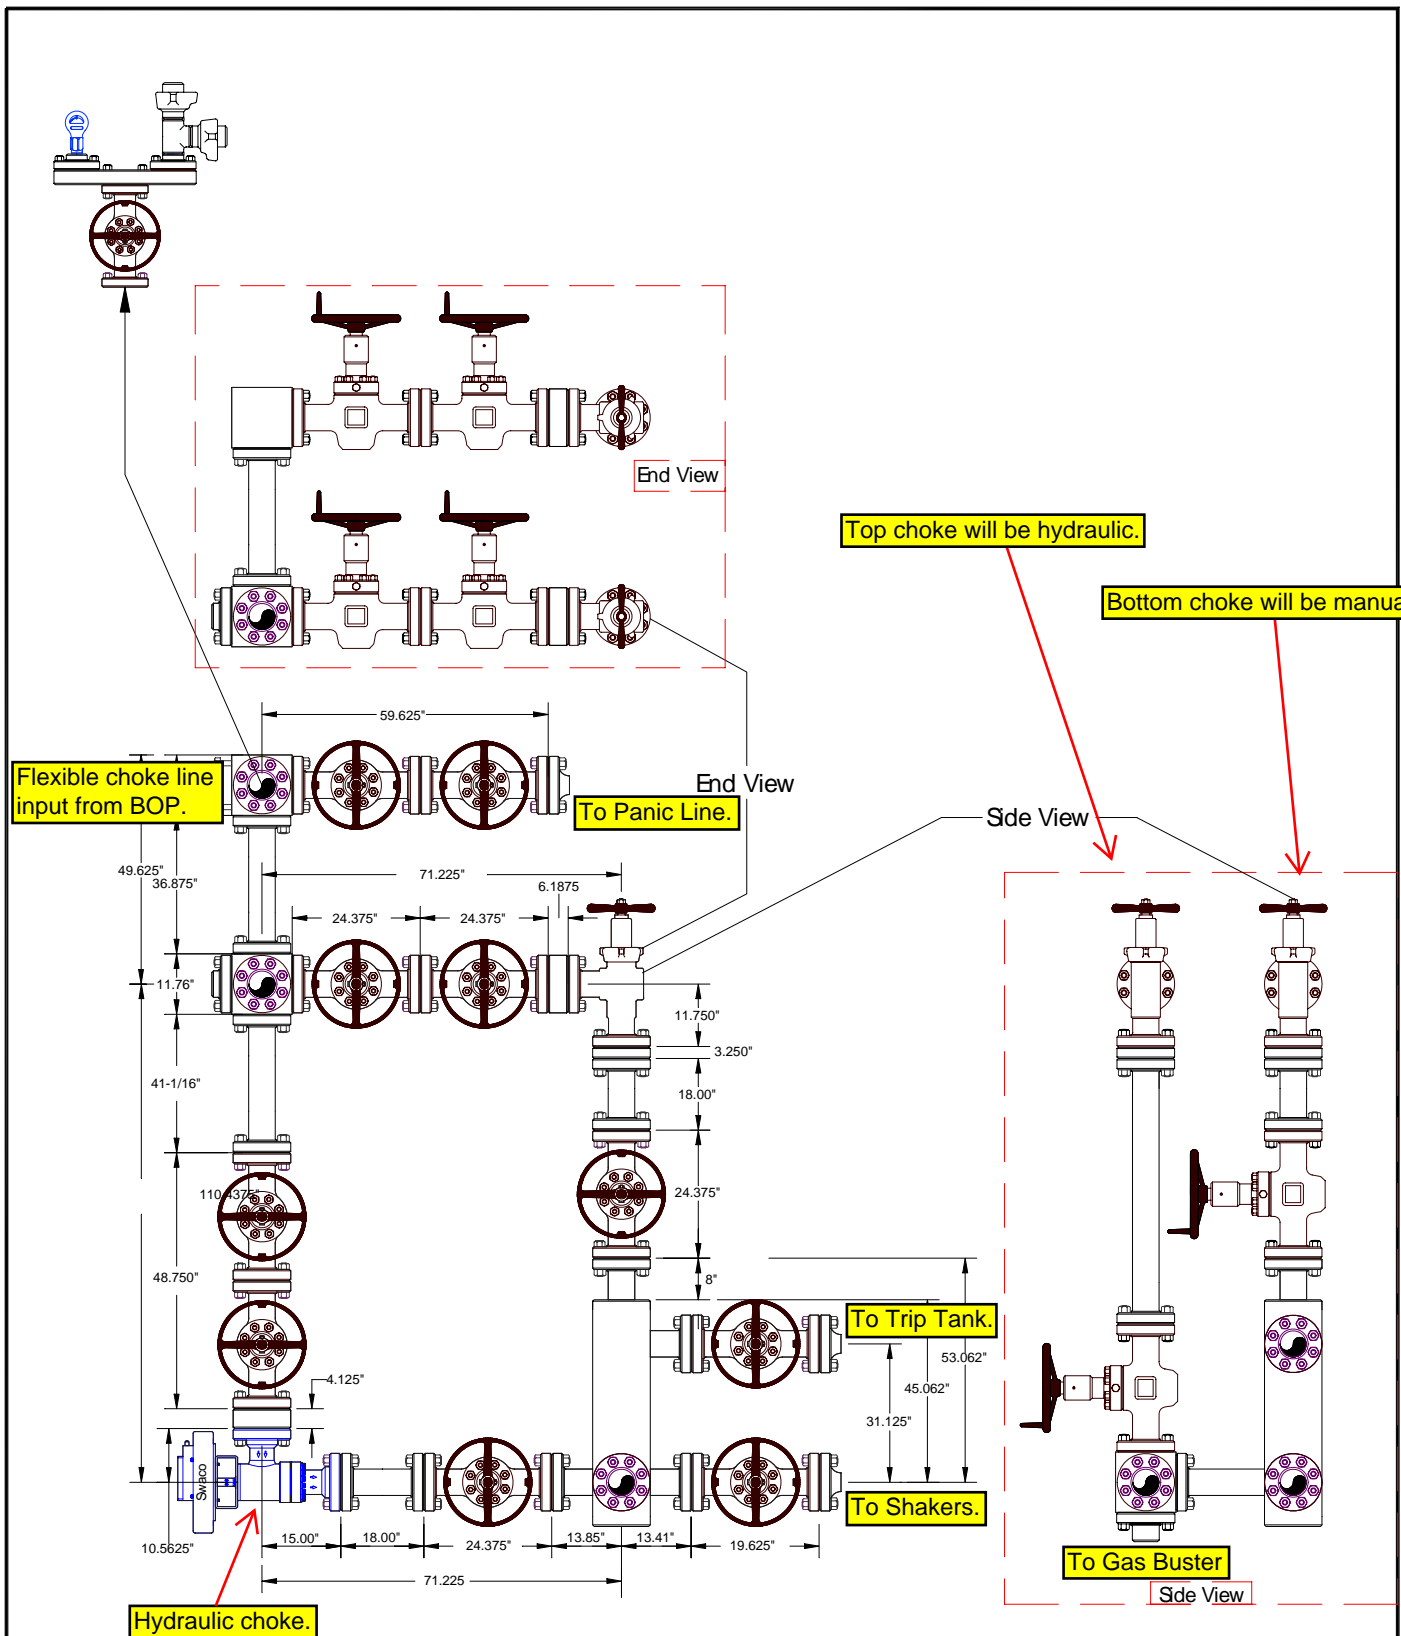 End View
Top choke will be hydraulic.
Bottom choke will be manua
59.625"
Flexible choke line
input from BOP.
End View
To Panic Line.
Side View
49.625"
36.875"
71.225"
6.1875
24.375"
24.375"
11.76"
11.750"
3.250"
41-1/16"
18.00"
110.4375"
24.375"
48.750"
8"
To Trip Tank.
53.062"
4.125"
45.062"
31.125"
Swaco
To Shakers.
10.5625"
15.00"
18.00"
24.375"
13.85"
13.41"
19.625"
To Gas Buster
71.225
Side View
Hydraulic choke.